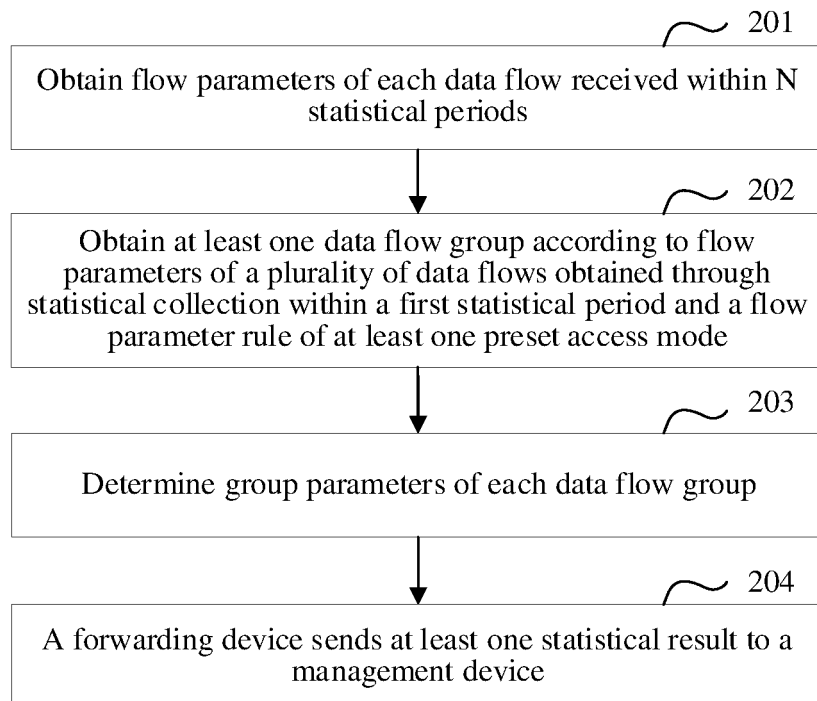 201
Obtain flow parameters of each data flow received within N
statistical periods
202
Obtain at least one data flow group according to flow
parameters of a plurality of data flows obtained through
statistical collection within a first statistical period and a flow
parameter rule of at least one preset access mode
203
Determine group parameters of each data flow group
204
A forwarding device sends at least one statistical result to a
management device